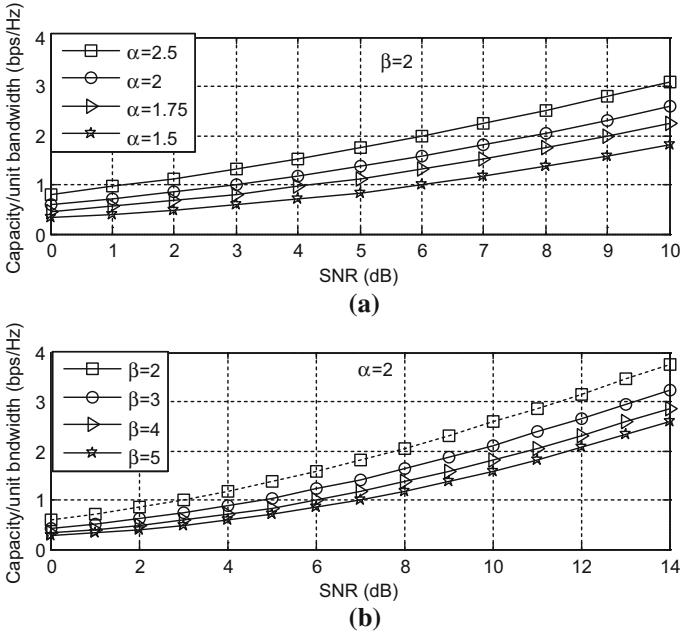 Capacity/unit bandwidth (bps/Hz)
4
3
2
1
0
α=2.5
α=2
α=1.75
α=1.5
β=2
0 1 2 3 4 5 6 7 8 9 10
SNR (dB)
(a)
Capacity/unit bndwidth (bps/Hz)
4
3
2
1
0
β=2
β=3
β=4
β=5
α=2
0 2 4 6 8 10 12 14
SNR (dB)
(b)